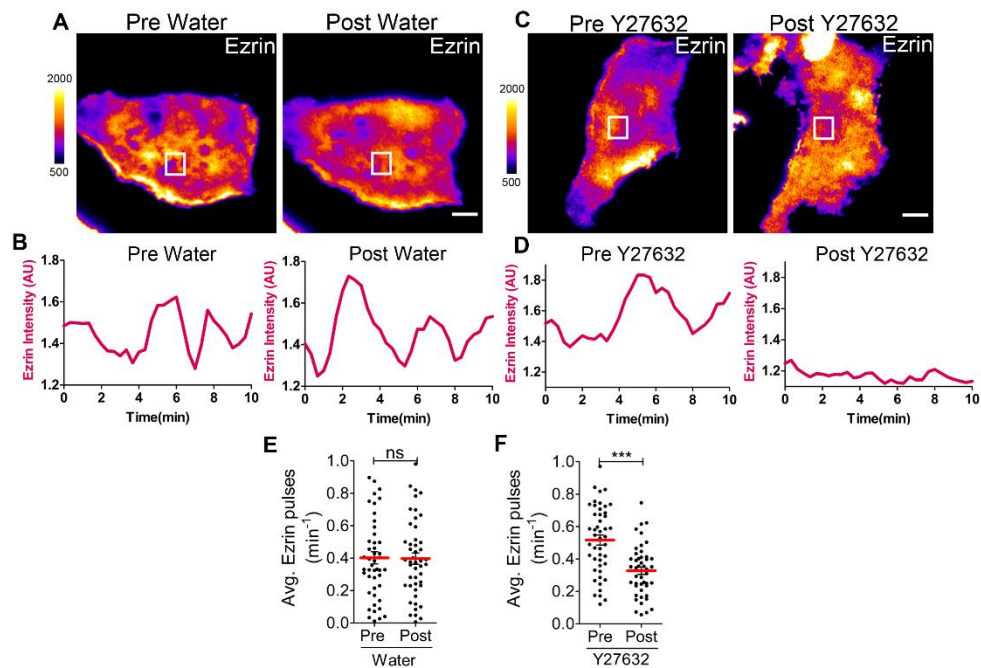 A
Pre Water
Post Water
C
Pre Y27632
Post Y27632
Ezrin
Ezrin
Ezrin
Ezrin
2000
500
2000
500
B
Pre Water
Post Water
D
Pre Y27632
Post Y27632
Ezrin Intensity (AU)
1.8
1.6
1.4
1.2
0 2 4 6 8 10
Time(min)
Ezrin Intensity (AU)
1.8
1.6
1.4
1.2
0 2 4 6 8 10
Time(min)
Ezrin Intensity (AU)
1.8
1.6
1.4
1.2
0 2 4 6 8 10
Time(min)
Ezrin Intensity (AU)
1.8
1.6
1.4
1.2
0 2 4 6 8 10
Time(min)
E
ns
Avg. Ezrin pulses
(min⁻¹)
1.0
0.8
0.6
0.4
0.2
0.0
Pre Post
Water
F
***
Avg. Ezrin pulses
(min⁻¹)
1.0
0.8
0.6
0.4
0.2
0.0
Pre Post
Y27632